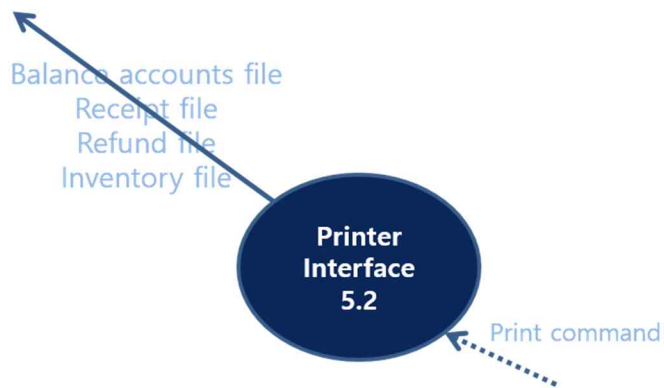 Balance accounts file
Receipt file
Refund file
Inventory file
Printer
Interface
5.2
Print command